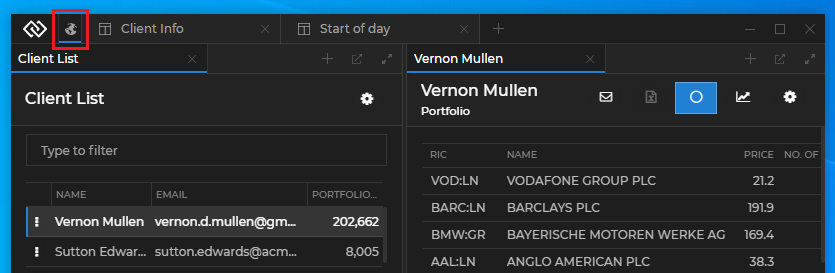 Client Info
Start of day
Client List
Vernon Mullen
Client List
Vernon Mullen
Portfolio
Type to filter
NAME EMAIL PORTFOLIO...
Vernon Mullen vernon.d.mullen@gm... 202,662
Sutton Edwar... sutton.edwards@acm... 8,005
RIC NAME PRICE NO. OF
VOD:LN VODAFONE GROUP PLC 21.2
BARC:LN BARCLAYS PLC 191.9
BMW:GR BAYERISCHE MOTOREN WERKE AG 169.4
AAL:LN ANGLO AMERICAN PLC 38.3